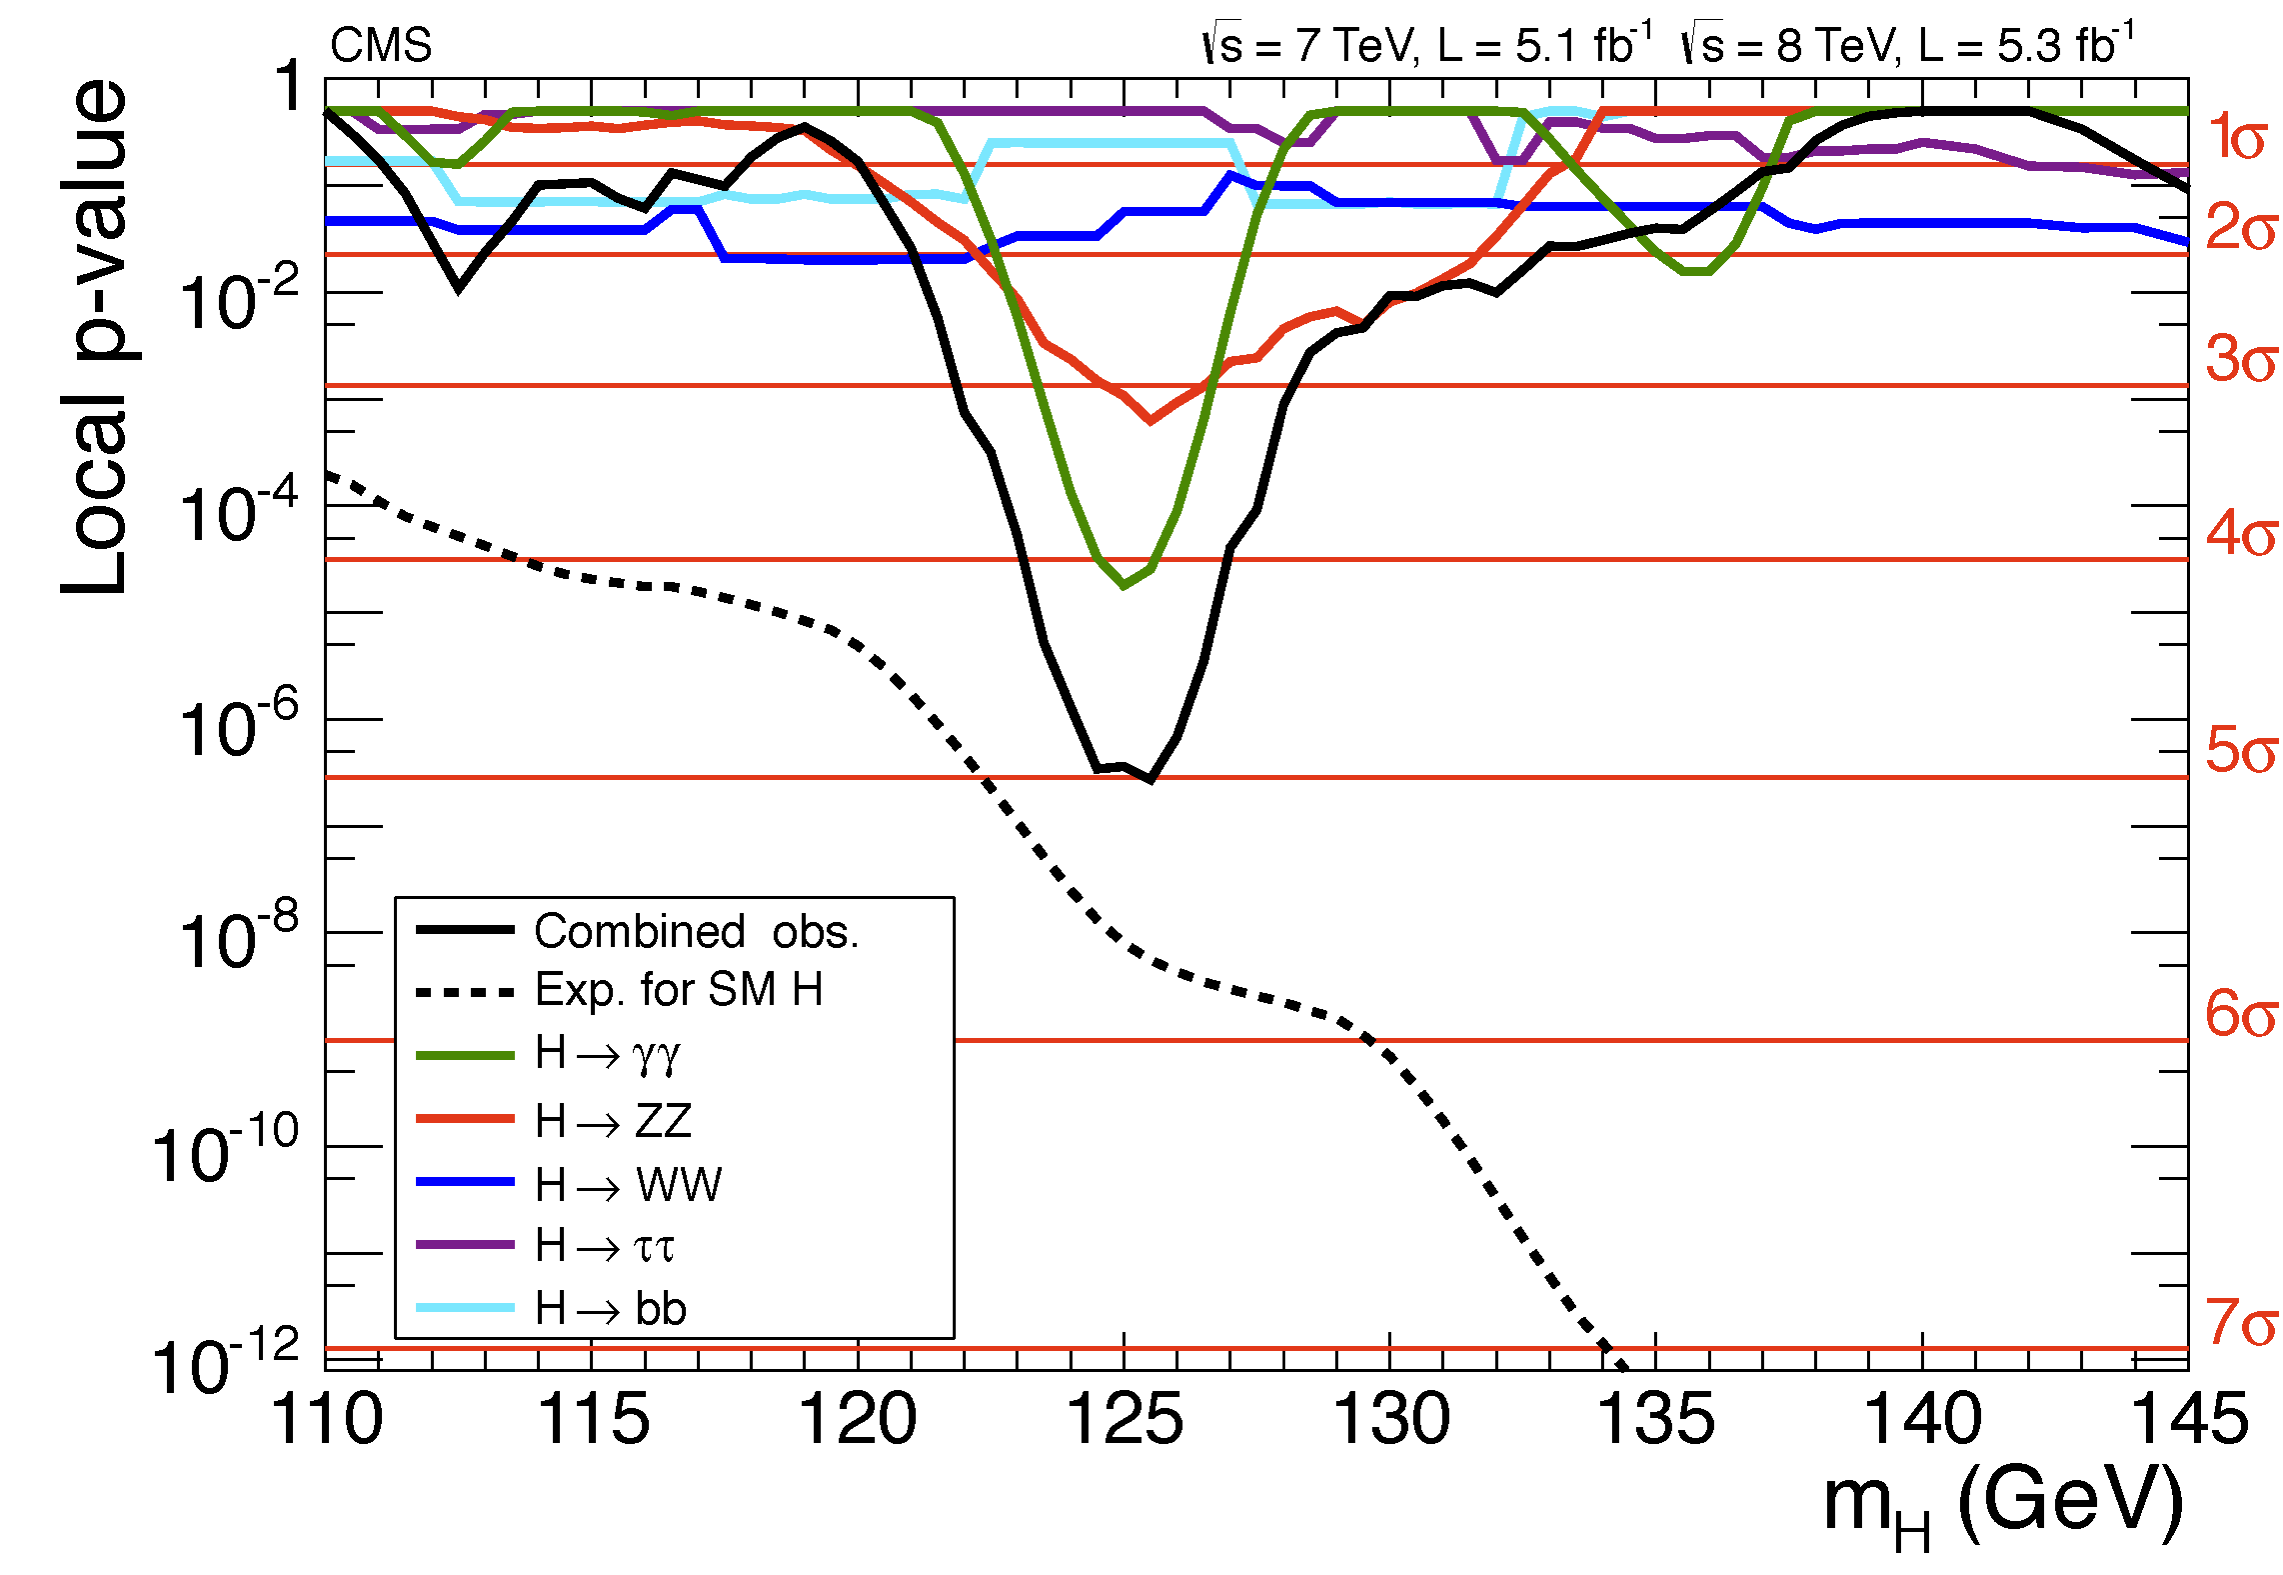 CMS √s = 7 TeV, L = 5.1 fb⁻¹ √s = 8 TeV, L = 5.3 fb⁻¹
Local p-value
1
10⁻²
10⁻⁴
10⁻⁶
10⁻⁸
10⁻¹⁰
10⁻¹²
1σ
2σ
3σ
4σ
5σ
6σ
7σ
Combined obs.
Exp. for SM H
H → γγ
H → ZZ
H → WW
H → ττ
H → bb
110 115 120 125 130 135 140 145
m_H (GeV)